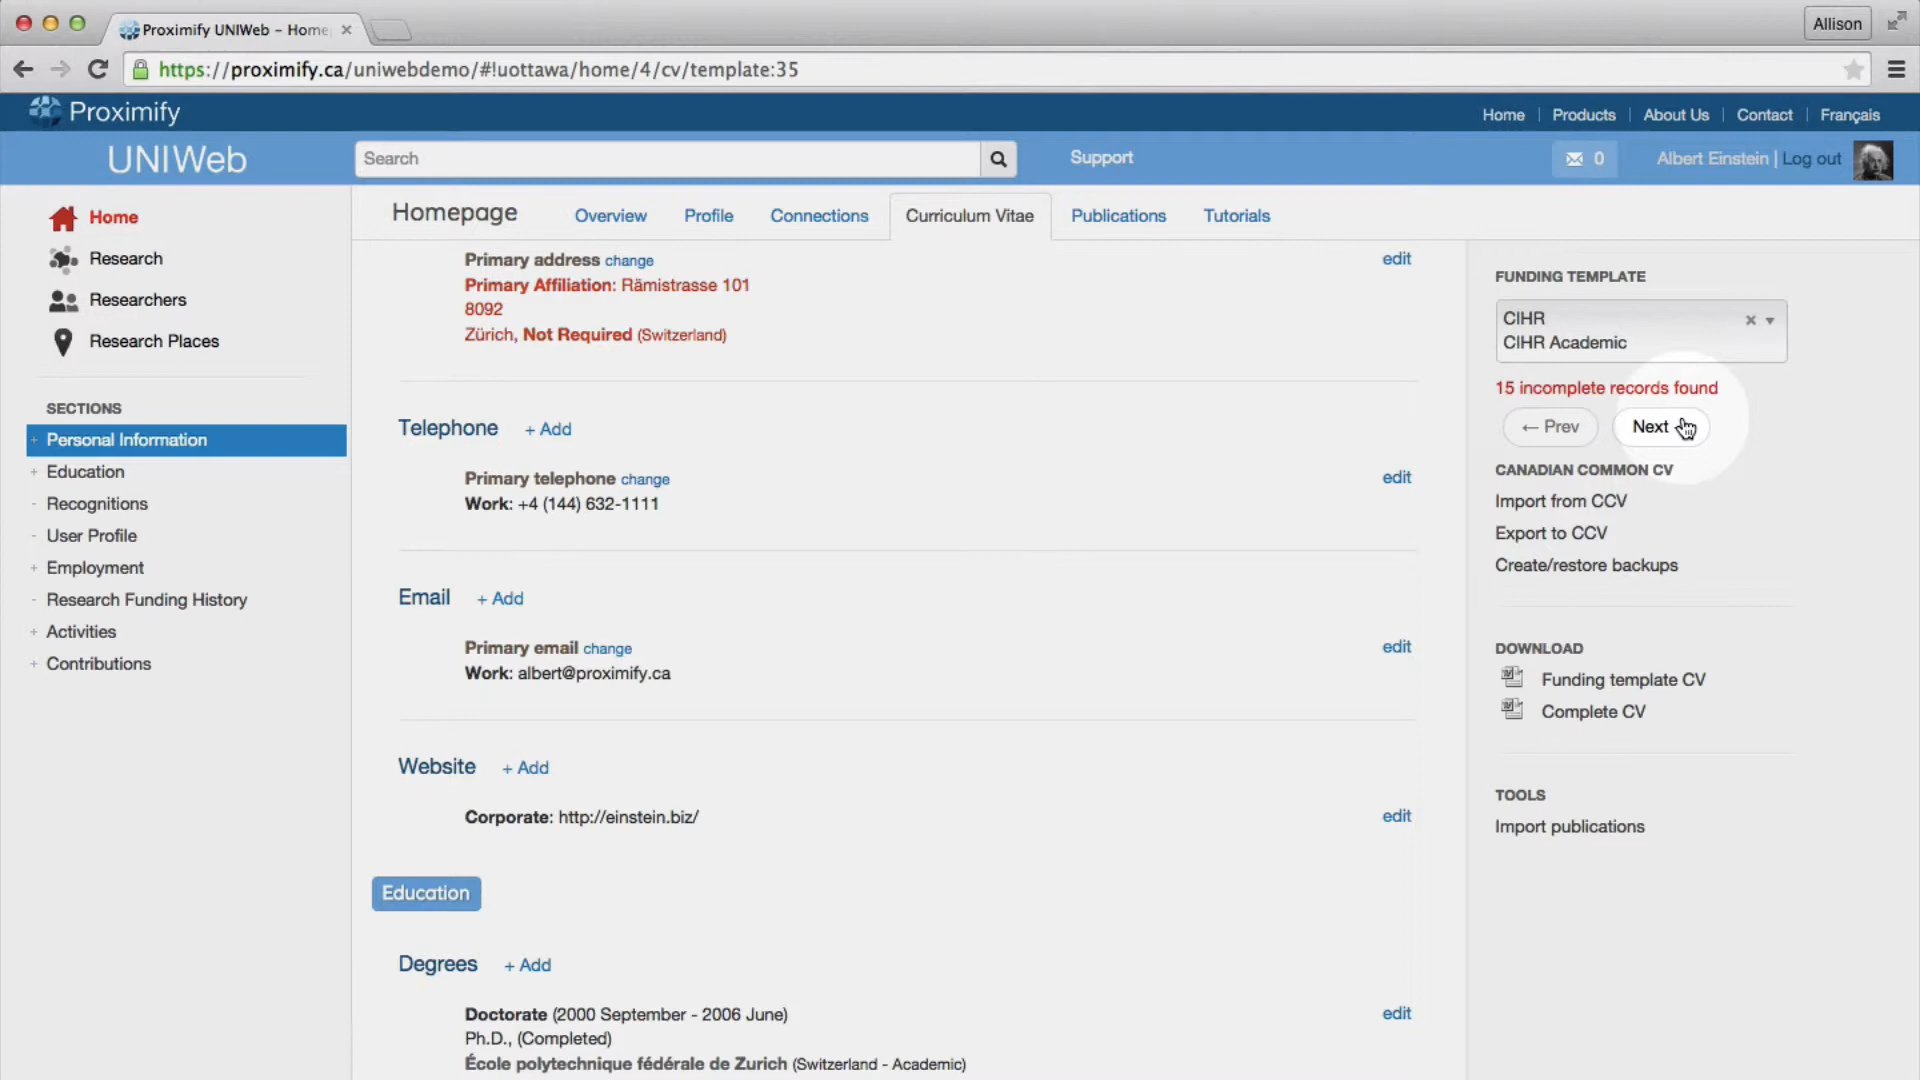 Proximify UNIWeb – Home
Allison
https://proximify.ca/uniwebdemo/#!uottawa/home/4/cv/template:35
Proximify
Home | Products | About Us | Contact | Français
UNIWeb
Search
Support
0
Albert Einstein | Log out
Home
Research
Researchers
Research Places
SECTIONS
+ Personal Information
+ Education
- Recognitions
- User Profile
+ Employment
- Research Funding History
+ Activities
+ Contributions
Homepage
Overview
Profile
Connections
Curriculum Vitae
Publications
Tutorials
Primary address change
edit
Primary Affiliation: Rämistrasse 101
8092
Zürich, Not Required (Switzerland)
Telephone + Add
Primary telephone change
edit
Work: +4 (144) 632-1111
Email + Add
Primary email change
edit
Work: albert@proximify.ca
Website + Add
Corporate: http://einstein.biz/
edit
Education
Degrees + Add
Doctorate (2000 September - 2006 June)
edit
Ph.D., (Completed)
École polytechnique fédérale de Zurich (Switzerland - Academic)
FUNDING TEMPLATE
CIHR
CIHR Academic
15 incomplete records found
← Prev
Next
CANADIAN COMMON CV
Import from CCV
Export to CCV
Create/restore backups
DOWNLOAD
Funding template CV
Complete CV
TOOLS
Import publications